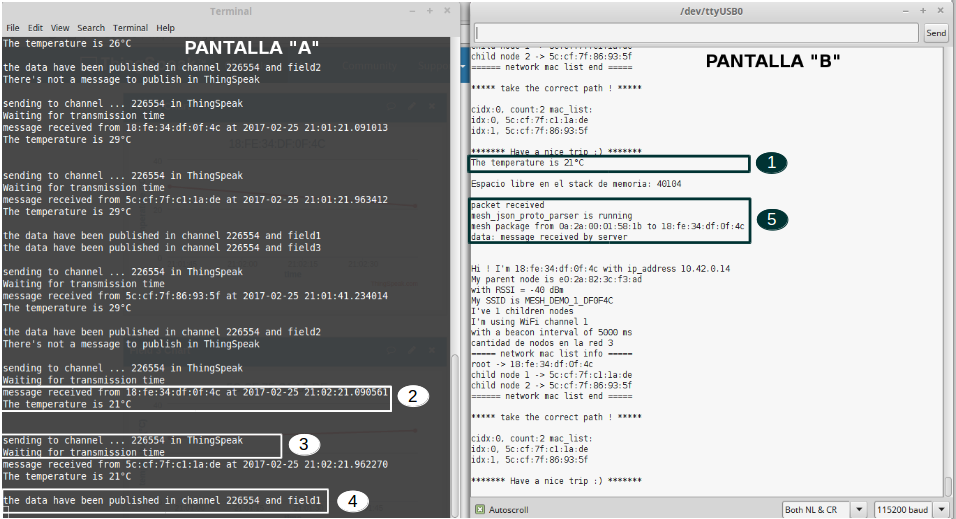 Terminal
File Edit View Search Terminal Help
The temperature is 26°C
PANTALLA "A"
the data have been published in channel 226554 and field2
There's not a message to publish in ThingSpeak
sending to channel ... 226554 in ThingSpeak
Waiting for transmission time
message received from 18:fe:34:df:0f:4c at 2017-02-25 21:01:21.091013
The temperature is 29°C
sending to channel ... 226554 in ThingSpeak
Waiting for transmission time
message received from 5c:cf:7f:c1:1a:de at 2017-02-25 21:01:21.963412
The temperature is 29°C
the data have been published in channel 226554 and field1
the data have been published in channel 226554 and field3
sending to channel ... 226554 in ThingSpeak
Waiting for transmission time
message received from 5c:cf:7f:86:93:5f at 2017-02-25 21:01:41.234014
The temperature is 29°C
the data have been published in channel 226554 and field2
There's not a message to publish in ThingSpeak
sending to channel ... 226554 in ThingSpeak
Waiting for transmission time
message received from 18:fe:34:df:0f:4c at 2017-02-25 21:02:21.090561
The temperature is 21°C
2
sending to channel ... 226554 in ThingSpeak
Waiting for transmission time
3
message received from 5c:cf:7f:c1:1a:de at 2017-02-25 21:02:21.962270
The temperature is 21°C
the data have been published in channel 226554 and field1
4
/dev/ttyUSB0
Send
child node 1 -> 5c:cf:7f:c1:1a:de
child node 2 -> 5c:cf:7f:86:93:5f
====== network mac list end =====
PANTALLA "B"
***** take the correct path ! *****
cidx:0, count:2 mac_list:
idx:0, 5c:cf:7f:c1:1a:de
idx:1, 5c:cf:7f:86:93:5f
******* Have a nice trip :) *******
The temperature is 21°C
1
Espacio libre en el stack de memoria: 40104
packet received
mesh_json_proto_parser is running
mesh package from 0a:2a:00:01:58:1b to 18:fe:34:df:0f:4c
data: message received by server
5
Hi ! I'm 18:fe:34:df:0f:4c with ip_address 10.42.0.14
My parent node is e0:2a:82:3c:f3:ad
with RSSI = -40 dBm
My SSID is MESH_DEMO_1_DF0F4C
I've 1 children nodes
I'm using WiFi channel 1
with a beacon interval of 5000 ms
cantidad de nodos en la red 3
===== network mac list info =====
root -> 18:fe:34:df:0f:4c
child node 1 -> 5c:cf:7f:c1:1a:de
child node 2 -> 5c:cf:7f:86:93:5f
====== network mac list end =====
***** take the correct path ! *****
cidx:0, count:2 mac_list:
idx:0, 5c:cf:7f:c1:1a:de
idx:1, 5c:cf:7f:86:93:5f
******* Have a nice trip :) *******
Autoscroll
Both NL & CR
115200 baud